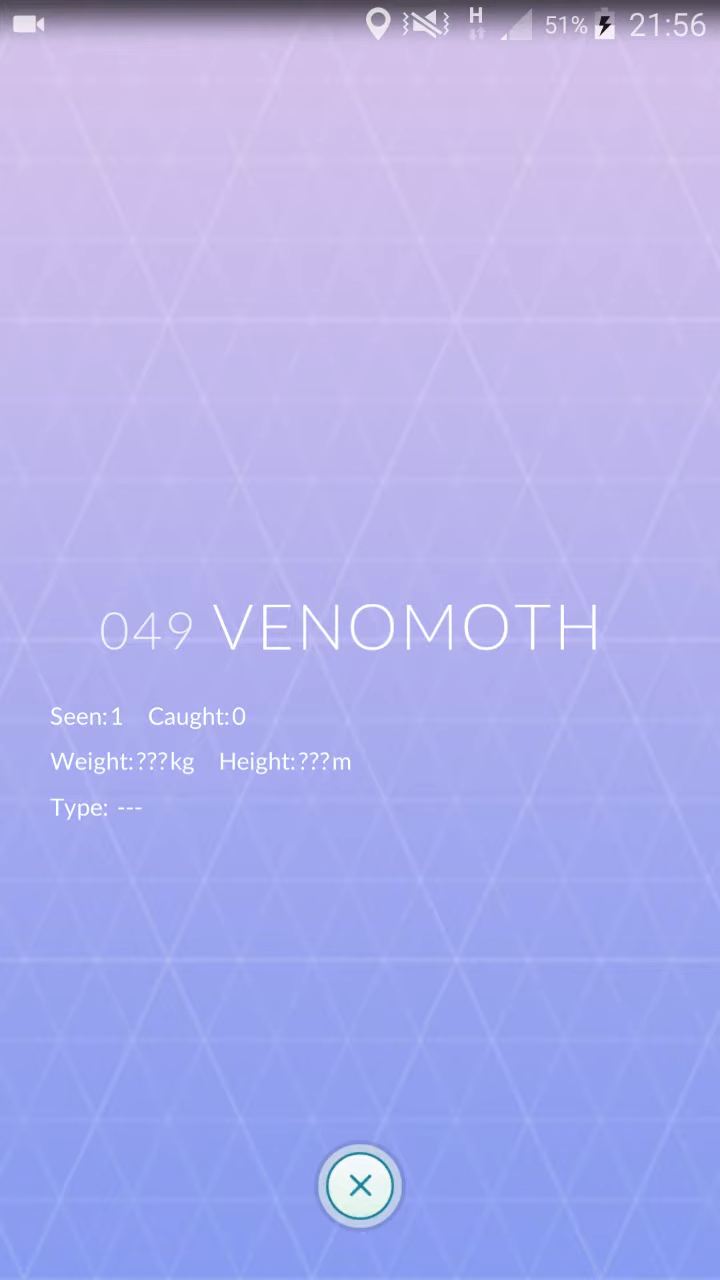 H 51% 21:56
049 VENOMOTH
Seen:1 Caught:0
Weight:???kg Height:???m
Type: ---